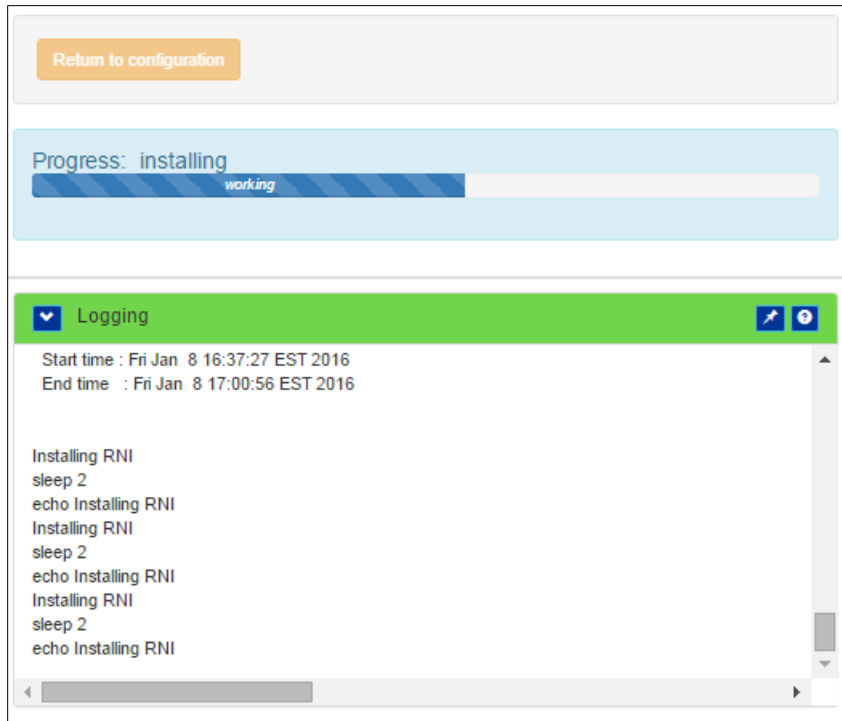 Return to configuration
Progress:  installing
working
Logging
Start time : Fri Jan  8 16:37:27 EST 2016
End time   : Fri Jan  8 17:00:56 EST 2016
Installing RNI
sleep 2
echo Installing RNI
Installing RNI
sleep 2
echo Installing RNI
Installing RNI
sleep 2
echo Installing RNI